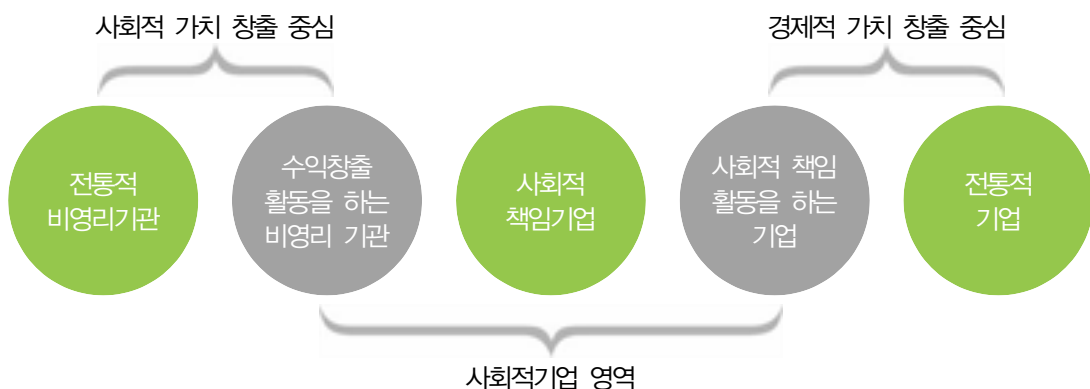 사회적 가치 창출 중심
경제적 가치 창출 중심
전통적
비영리기관
수익창출
활동을 하는
비영리 기관
사회적
책임기업
사회적 책임
활동을 하는
기업
전통적
기업
사회적기업 영역